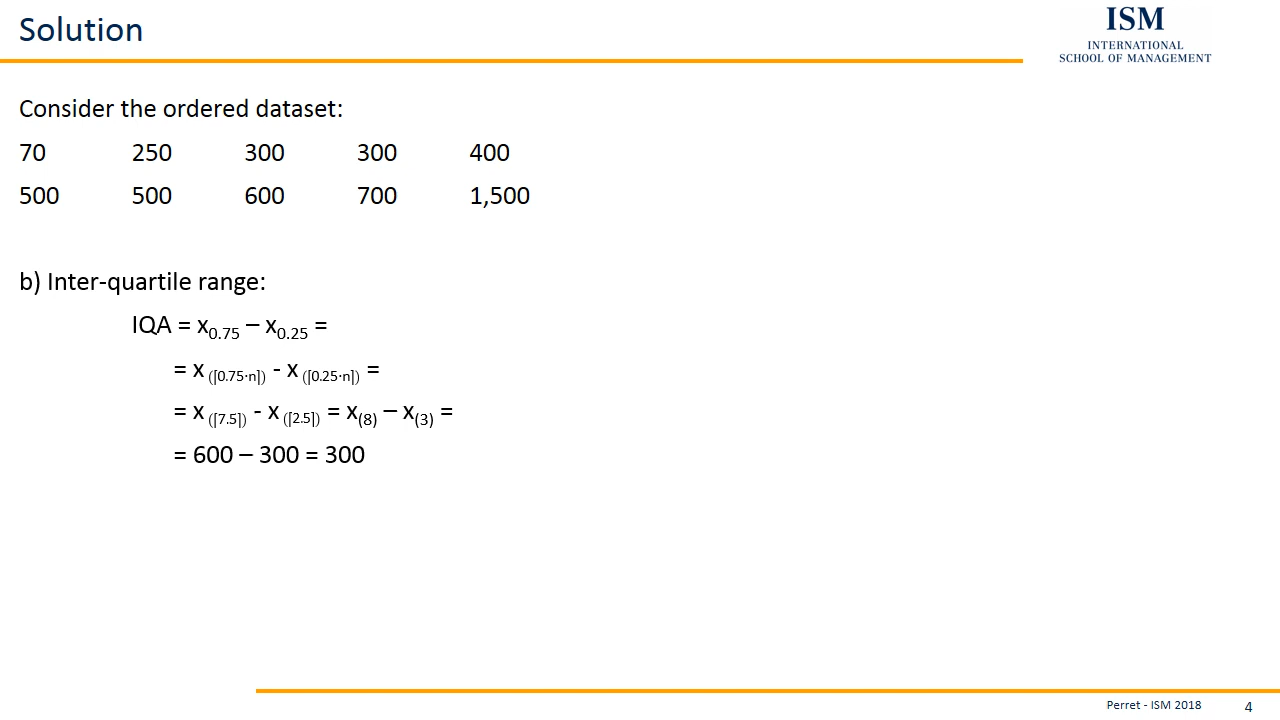 Solution
ISM
INTERNATIONAL
SCHOOL OF MANAGEMENT
Consider the ordered dataset:
70 250 300 300 400
500 500 600 700 1,500
b) Inter-quartile range:
IQA = x0.75 – x0.25 =
= x (⌈0.75·n⌉) - x (⌈0.25·n⌉) =
= x (⌈7.5⌉) - x (⌈2.5⌉) = x(8) – x(3) =
= 600 – 300 = 300
Perret - ISM 2018 4